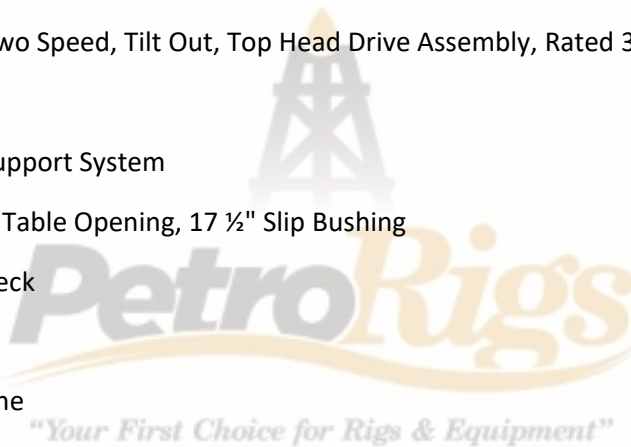 wo Speed, Tilt Out, Top Head Drive Assembly, Rated 3
upport System
Table Opening, 17 ½" Slip Bushing
eck
PetroRigs
ne
"Your First Choice for Rigs & Equipment"